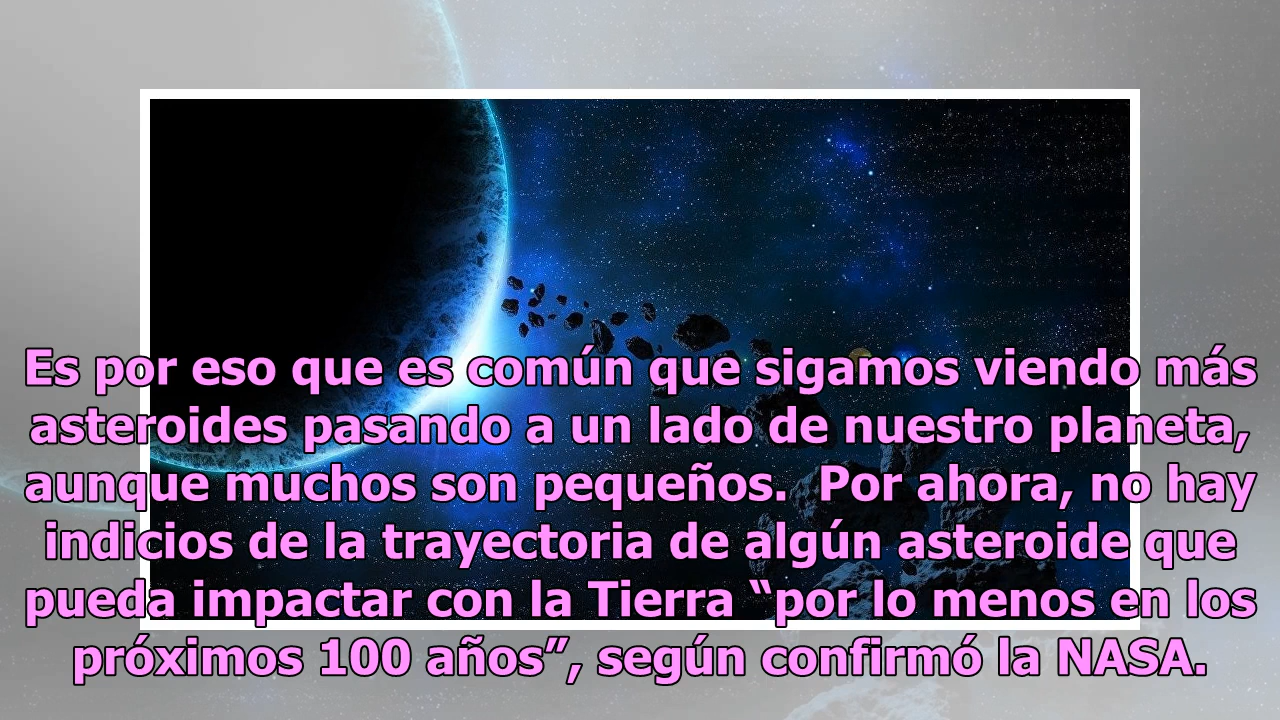 Es por eso que es común que sigamos viendo más
asteroides pasando a un lado de nuestro planeta,
aunque muchos son pequeños.  Por ahora, no hay
indicios de la trayectoria de algún asteroide que
pueda impactar con la Tierra “por lo menos en los
próximos 100 años”, según confirmó la NASA.